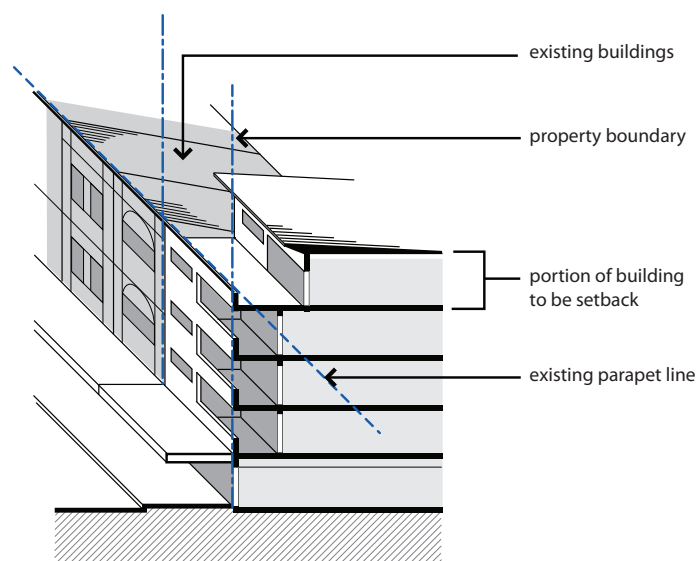 existing buildings
property boundary
portion of building
to be setback
existing parapet line